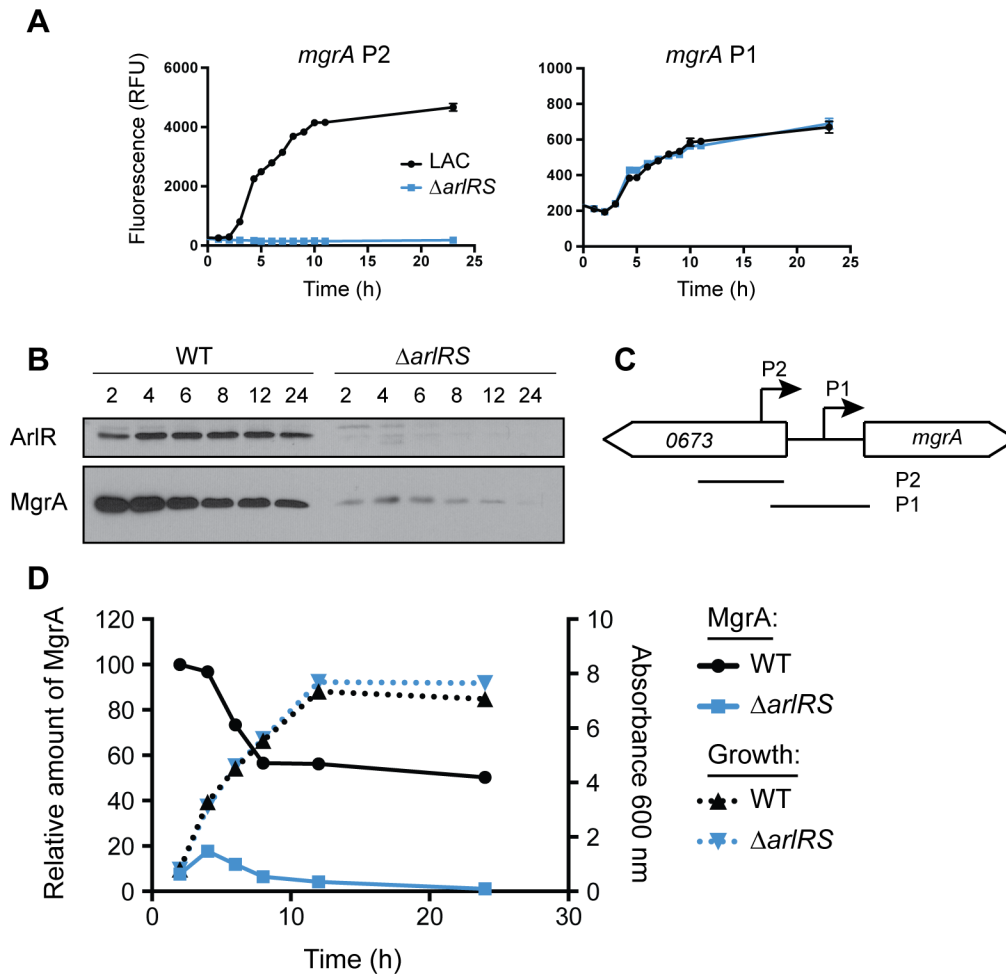 A
mgrA P2
mgrA P1
Fluorescence (RFU)
6000
4000
2000
0
0 5 10 15 20 25
Time (h)
LAC
ΔarlRS
1000
800
600
400
200
0
0 5 10 15 20 25
Time (h)
B
WT ΔarlRS
2 4 6 8 12 24 2 4 6 8 12 24
ArlR
MgrA
C
P2
P1
0673 mgrA
P2
P1
D
Relative amount of MgrA
120
100
80
60
40
20
0
0 10 20 30
Time (h)
10
8
6
4
2
0
Absorbance 600 nm
MgrA:
WT
ΔarlRS
Growth:
WT
ΔarlRS